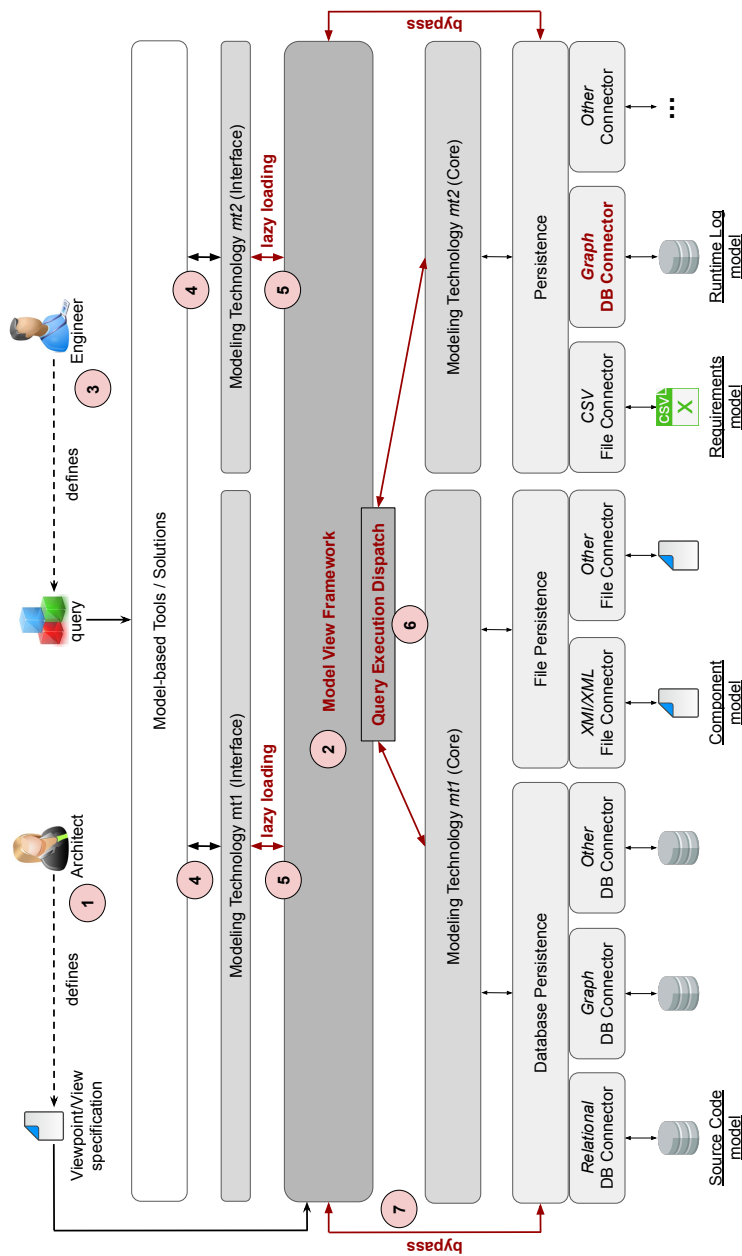 Viewpoint/View
specification
defines
Architect
1
query
defines
Engineer
3
Model-based Tools / Solutions
4
4
Modeling Technology mt1 (Interface)
Modeling Technology mt2 (Interface)
5
lazy loading
5
lazy loading
2
Model View Framework
Query Execution Dispatch
6
7
bypass
bypass
Modeling Technology mt1 (Core)
Modeling Technology mt2 (Core)
Database Persistence
File Persistence
Persistence
Relational
DB Connector
Graph
DB Connector
Other
DB Connector
XMI/XML
File Connector
Other
File Connector
CSV
File Connector
Graph
DB Connector
Other
Connector
CSV
X
...
Source Code
model
Component
model
Requirements
model
Runtime Log
model